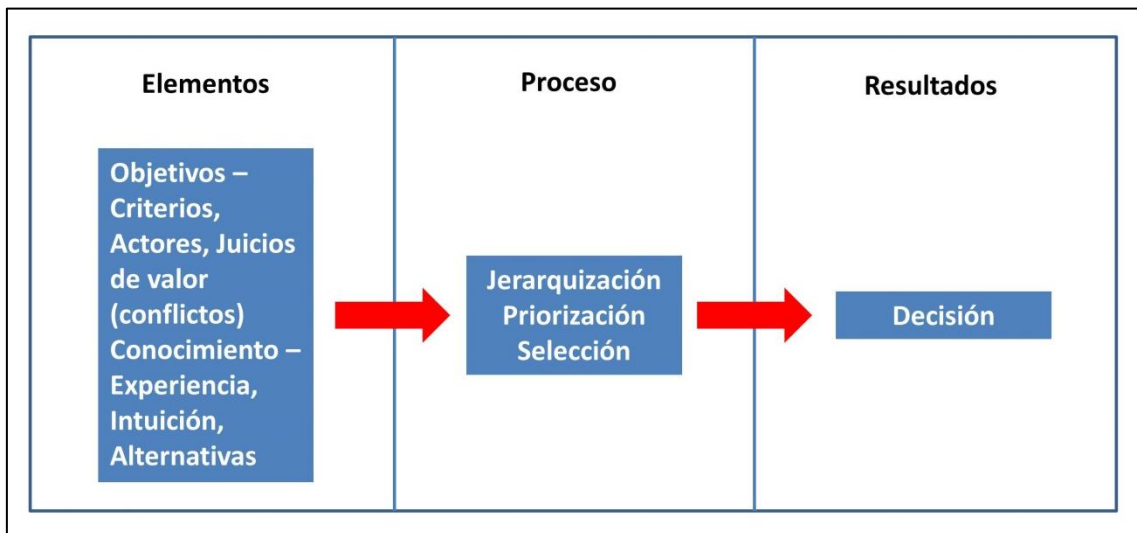 Elementos
Objetivos –
Criterios,
Actores, Juicios
de valor
(conflictos)
Conocimiento –
Experiencia,
Intuición,
Alternativas
Proceso
Jerarquización
Priorización
Selección
Resultados
Decisión